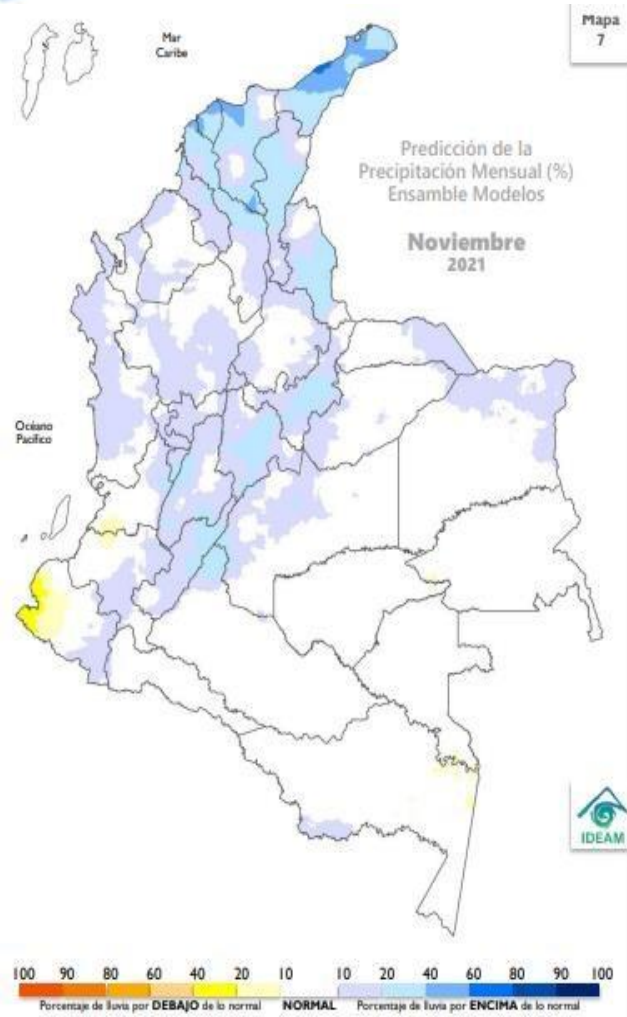 Mapa
7
Mar
Caribe
Predicción de la
Precipitación Mensual (%)
Ensamble Modelos
Noviembre
2021
Océano
Pacífico
IDEAM
100 90 80 60 40 20 10 10 20 40 60 80 90 100
Porcentaje de lluvia por DEBAJO de lo normal NORMAL Porcentaje de lluvia por ENCIMA de lo normal